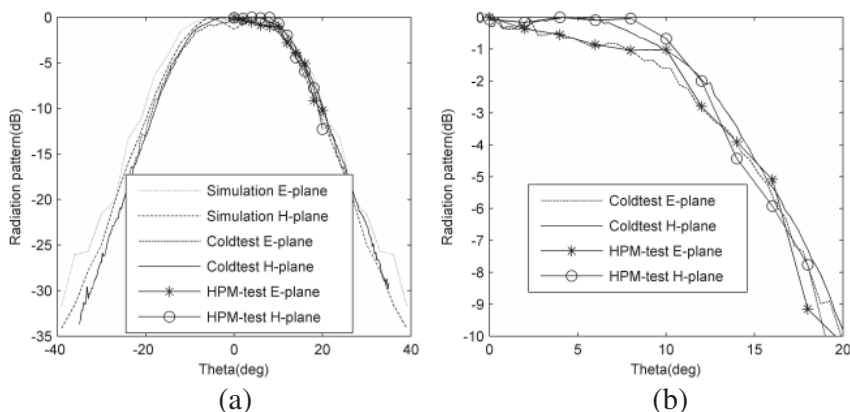 -0
-5
-10
-15
-20
-25
-30
-35
-40
-20
0
20
40
Radiation pattern(dB)
Theta(deg)
Simulation E-plane
Simulation H-plane
Coldtest E-plane
Coldtest H-plane
HPM-test E-plane
HPM-test H-plane
(a)
-0
-1
-2
-3
-4
-5
-6
-7
-8
-9
-10
0
5
10
15
20
Radiation pattern(dB)
Theta(deg)
Coldtest E-plane
Coldtest H-plane
HPM-test E-plane
HPM-test H-plane
(b)